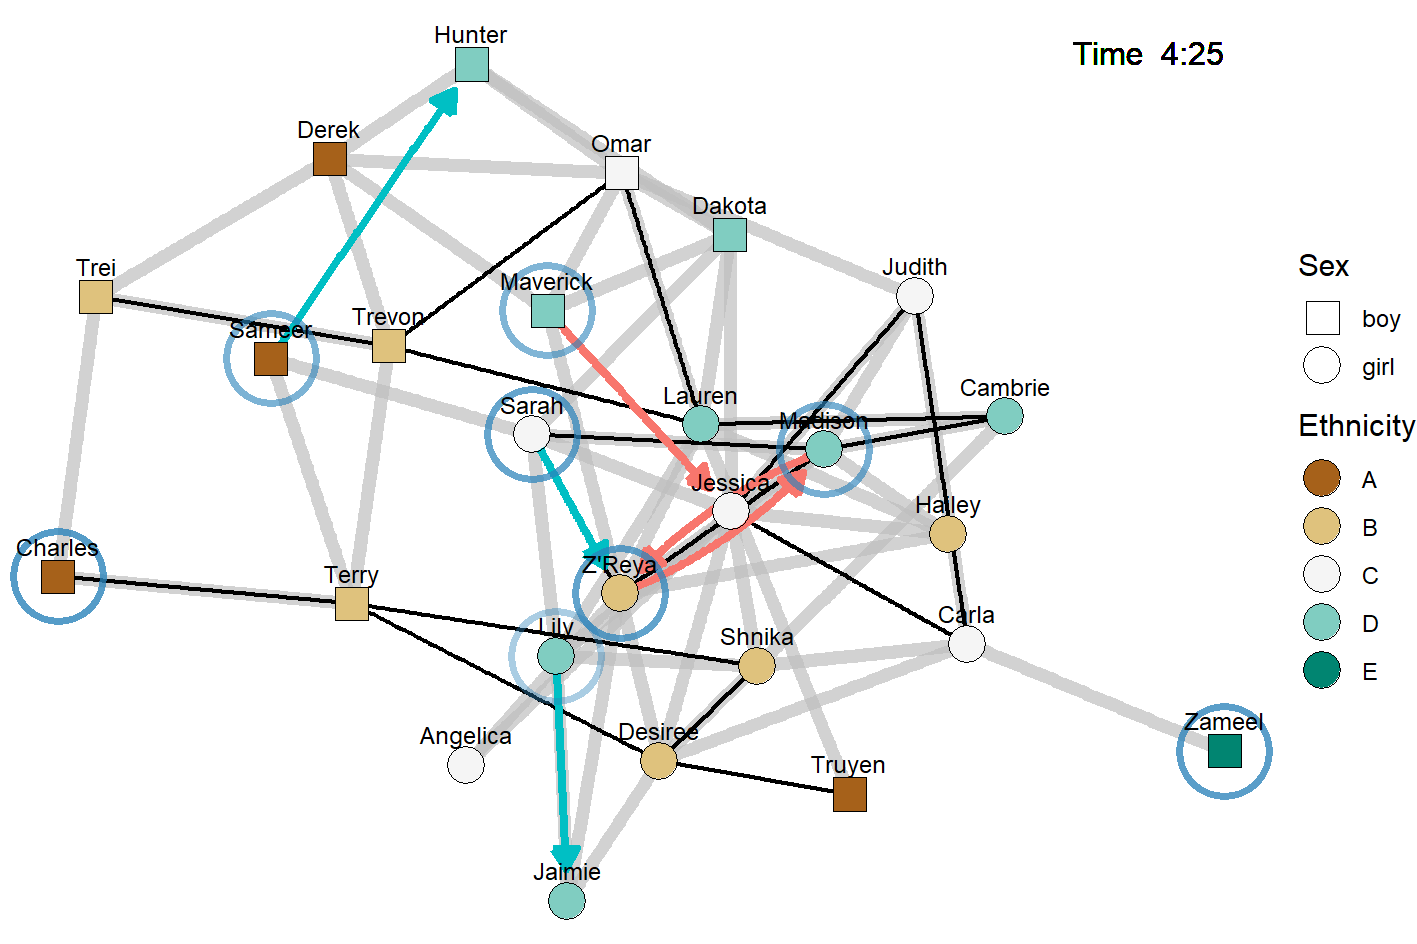 Hunter
Time 4:25
Derek
Omar
Dakota
Trei
Maverick
Judith
Sameer
Trevon
Sarah
Lauren
Madison
Cambrie
Jessica
Hailey
Charles
Terry
Z'Reya
Lily
Shnika
Carla
Angelica
Desiree
Truyen
Zameel
Jaimie
Sex
boy
girl
Ethnicity
A
B
C
D
E